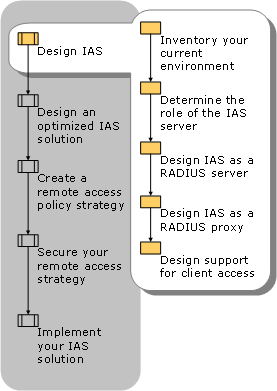 Design IAS
Design an
optimized IAS
solution
Create a
remote access
policy strategy
Secure your
remote access
strategy
Implement
your IAS
solution
Inventory your
current
environment
Determine the
role of the IAS
server
Design IAS as a
RADIUS server
Design IAS as a
RADIUS proxy
Design support
for client access